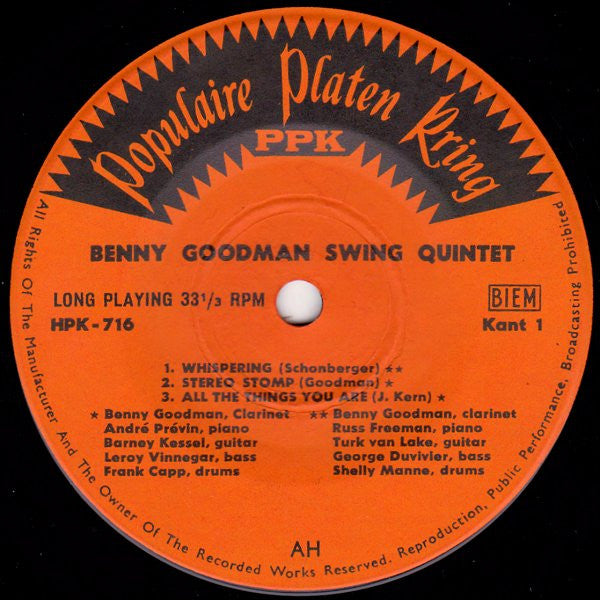 Populaire Platen Kring
PPK
BENNY GOODMAN SWING QUINTET
LONG PLAYING 33 1/3 RPM
BIEM
HPK-716
Kant 1
1. WHISPERING (Schonberger) ★★
2. STEREO STOMP (Goodman) ★
3. ALL THE THINGS YOU ARE (J. Kern) ★
★ Benny Goodman, Clarinet
André Prévin, piano
Barney Kessel, guitar
Leroy Vinnegar, bass
Frank Capp, drums
★★ Benny Goodman, clarinet
Russ Freeman, piano
Turk van Lake, guitar
George Duvivier, bass
Shelly Manne, drums
AH
All Rights Of The Manufacturer And The Owner Of The Recorded Works Reserved. Reproduction, Public Performance, Broadcasting Prohibited